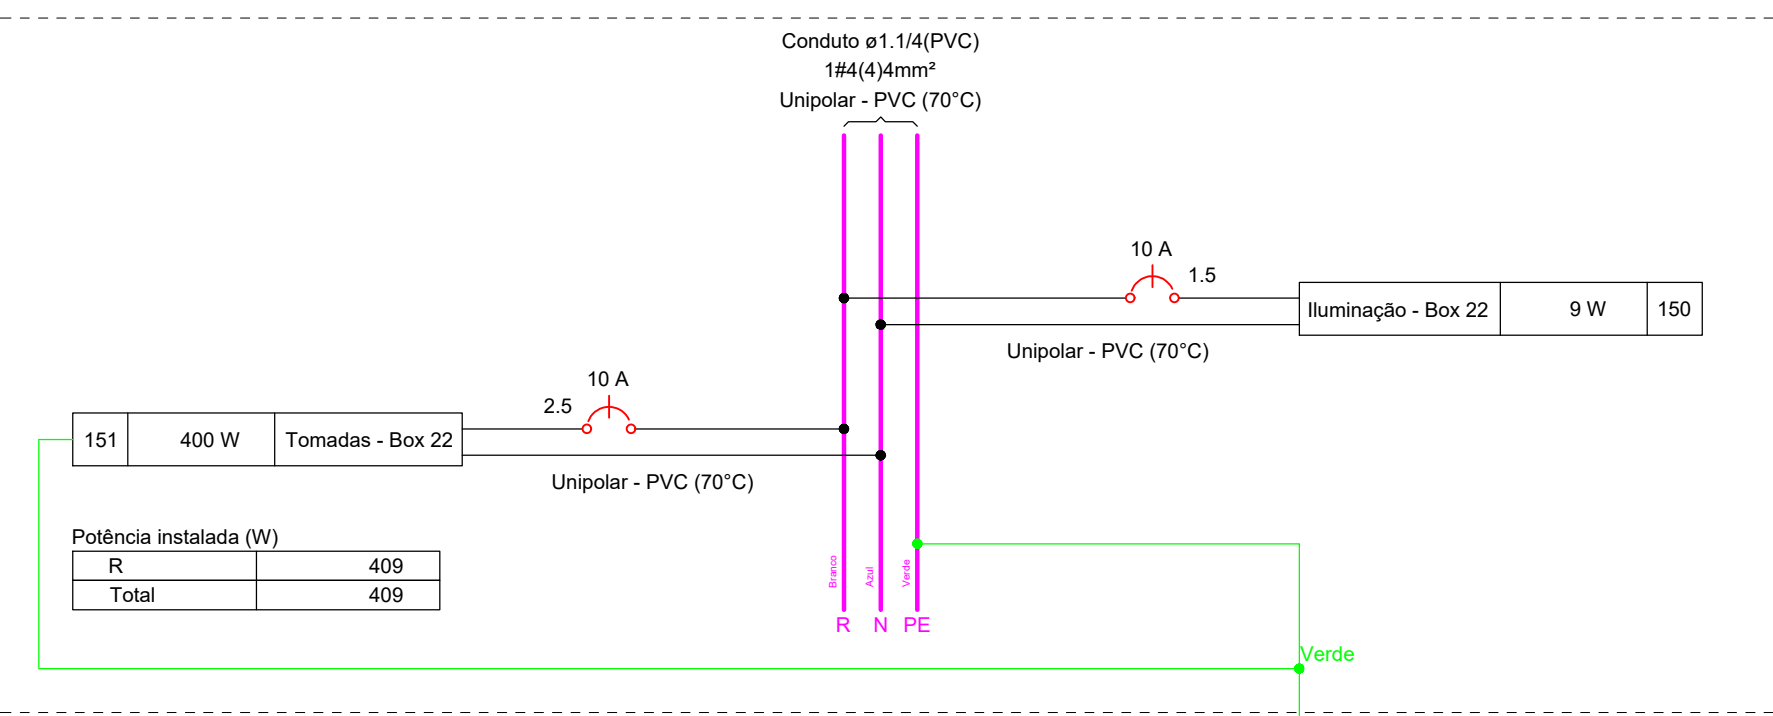 Conduto ø1.1/4(PVC)
1#4(4)4mm²
Unipolar - PVC (70°C)
10 A
1.5
Iluminação - Box 22 9 W 150
Unipolar - PVC (70°C)
10 A
2.5
151 400 W Tomadas - Box 22
Unipolar - PVC (70°C)
Potência instalada (W)
R 409
Total 409
Branco
Azul
Verde
R N PE
Verde